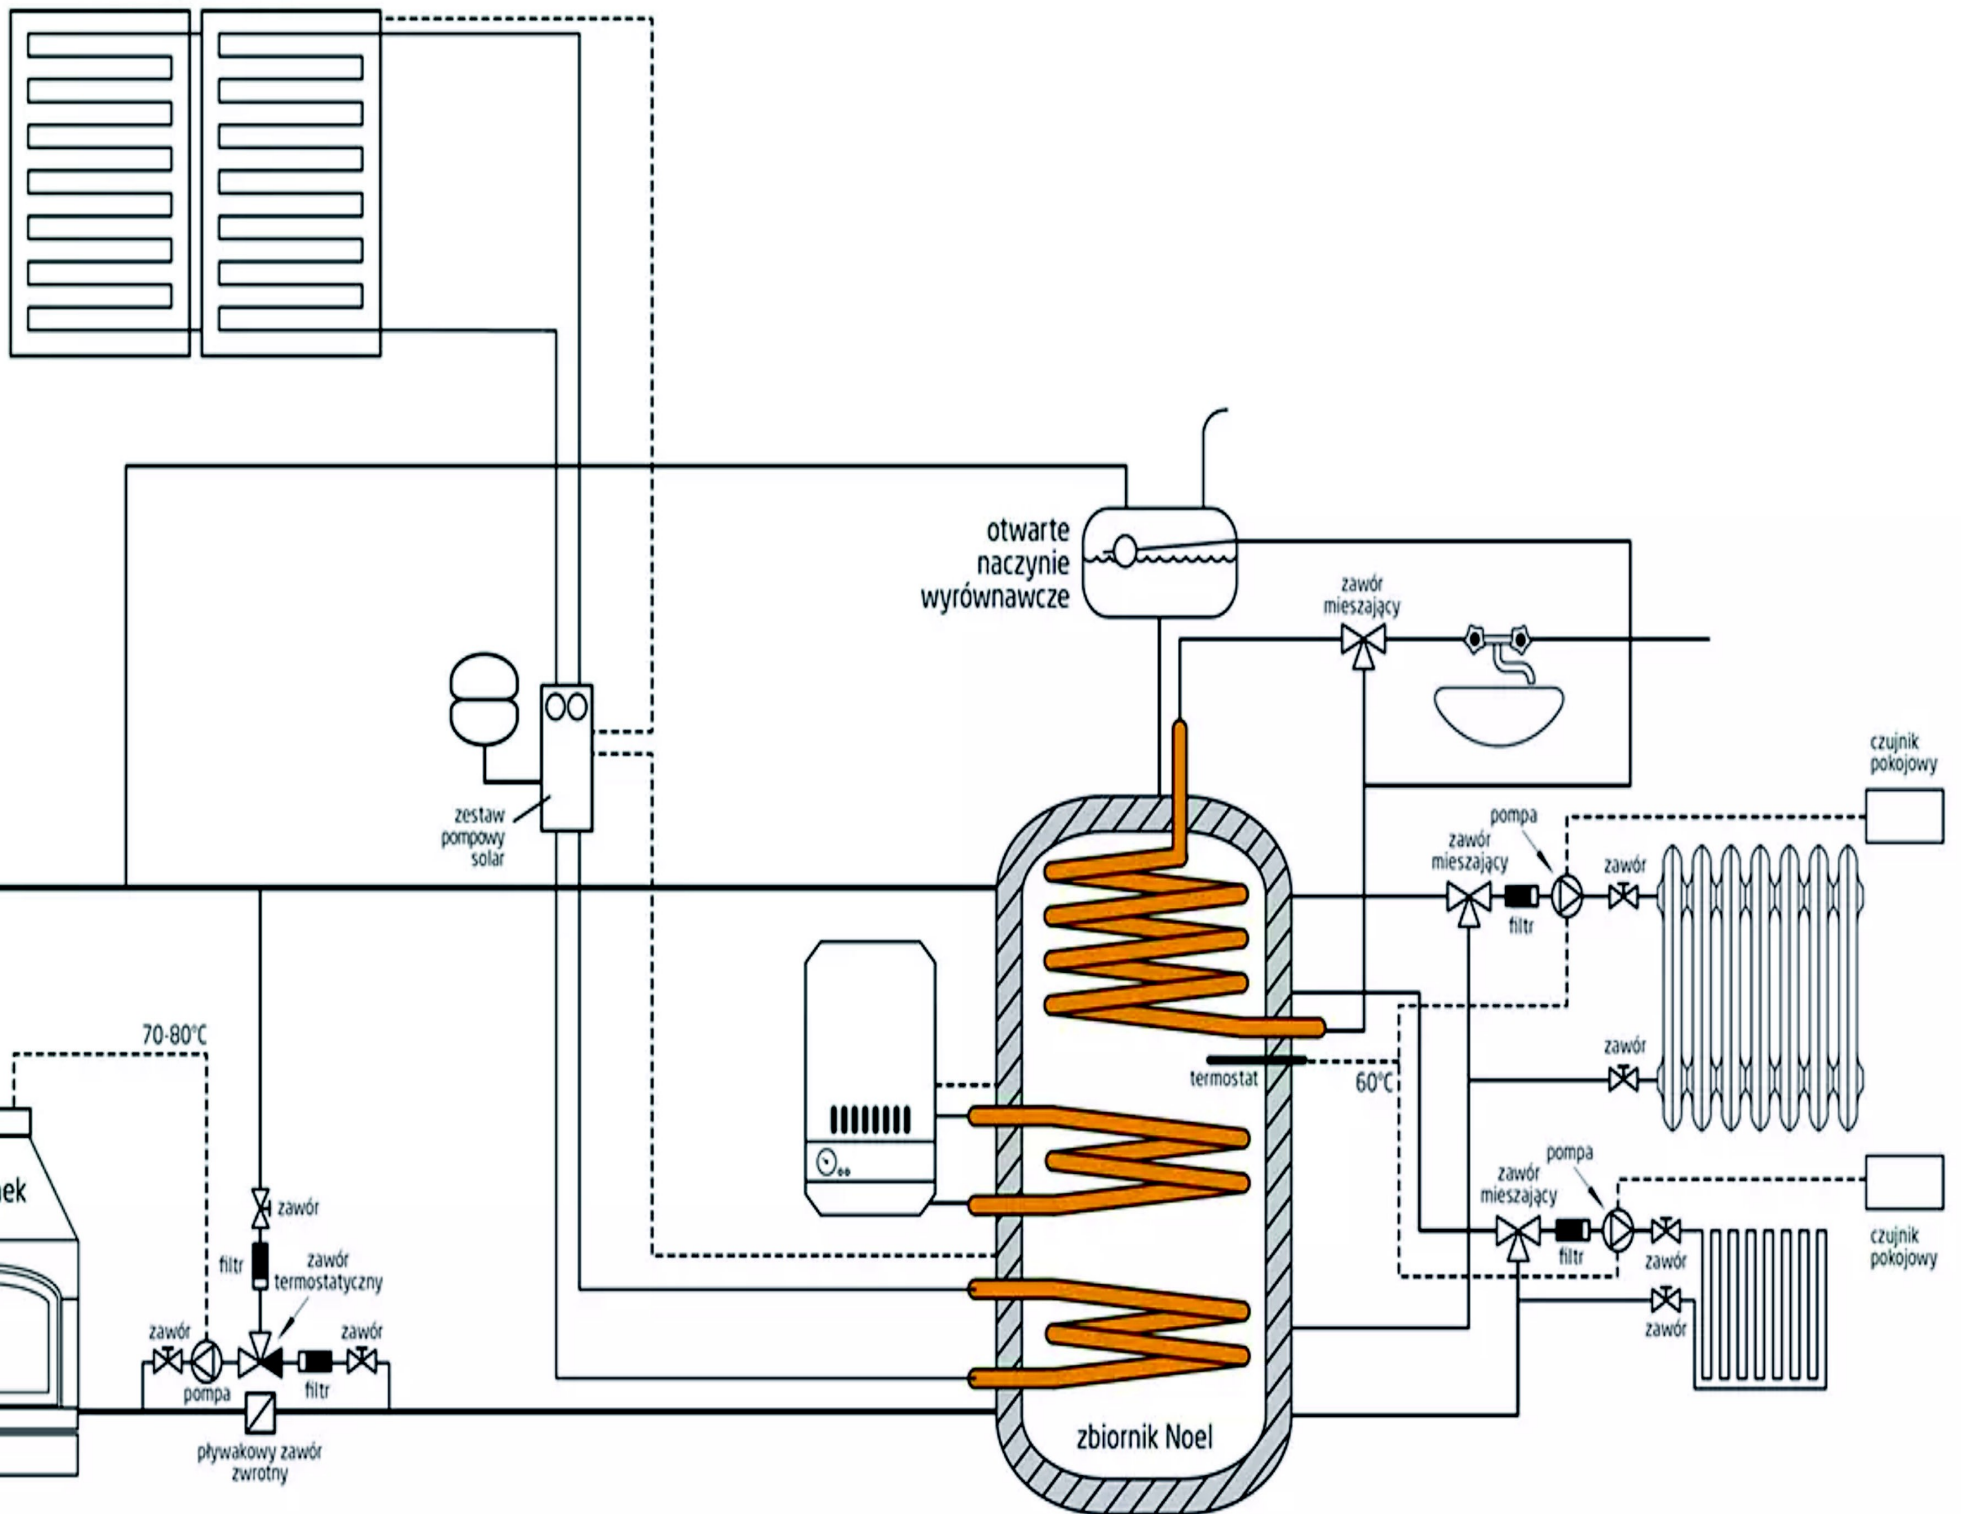 otwarte
naczynie
wyrównawcze
zawór
mieszający
czujnik
pokojowy
zestaw
pompowy
solar
pompa
zawór
mieszający
zawór
filtr
70-80°C
zawór
termostat
60°C
pompa
zawór
mieszający
zawór
filtr
zawór
termostatyczny
filtr
zawór
czujnik
pokojowy
zawór
zawór
zawór
pompa
filtr
zbiornik Noel
pływakowy zawór
zwrotny